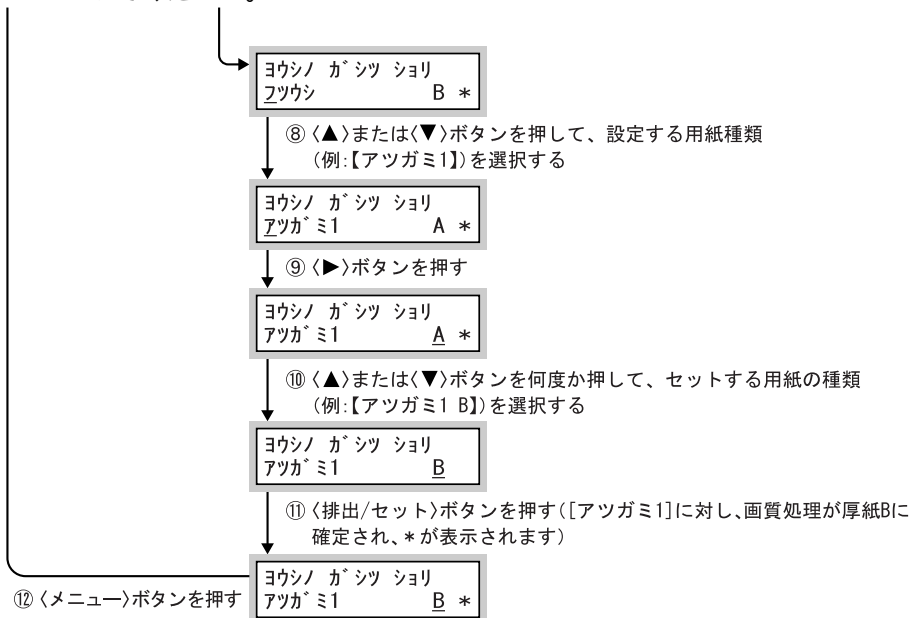 ﾖｳｼﾉ ｶﾞｼﾂ ｼｮﾘ
ﾌﾂｳｼ B *
⑧〈▲〉または〈▼〉ボタンを押して、設定する用紙種類
(例:【アツガミ1】)を選択する
ﾖｳｼﾉ ｶﾞｼﾂ ｼｮﾘ
ｱﾂｶﾞﾐ1 A *
⑨〈▶〉ボタンを押す
ﾖｳｼﾉ ｶﾞｼﾂ ｼｮﾘ
ｱﾂｶﾞﾐ1 A *
⑩〈▲〉または〈▼〉ボタンを何度か押して、セットする用紙の種類
(例:【アツガミ1 B】)を選択する
ﾖｳｼﾉ ｶﾞｼﾂ ｼｮﾘ
ｱﾂｶﾞﾐ1 B
⑪〈排出/セット〉ボタンを押す([アツガミ1]に対し、画質処理が厚紙Bに
確定され、*が表示されます)
ﾖｳｼﾉ ｶﾞｼﾂ ｼｮﾘ
ｱﾂｶﾞﾐ1 B *
⑫〈メニュー〉ボタンを押す